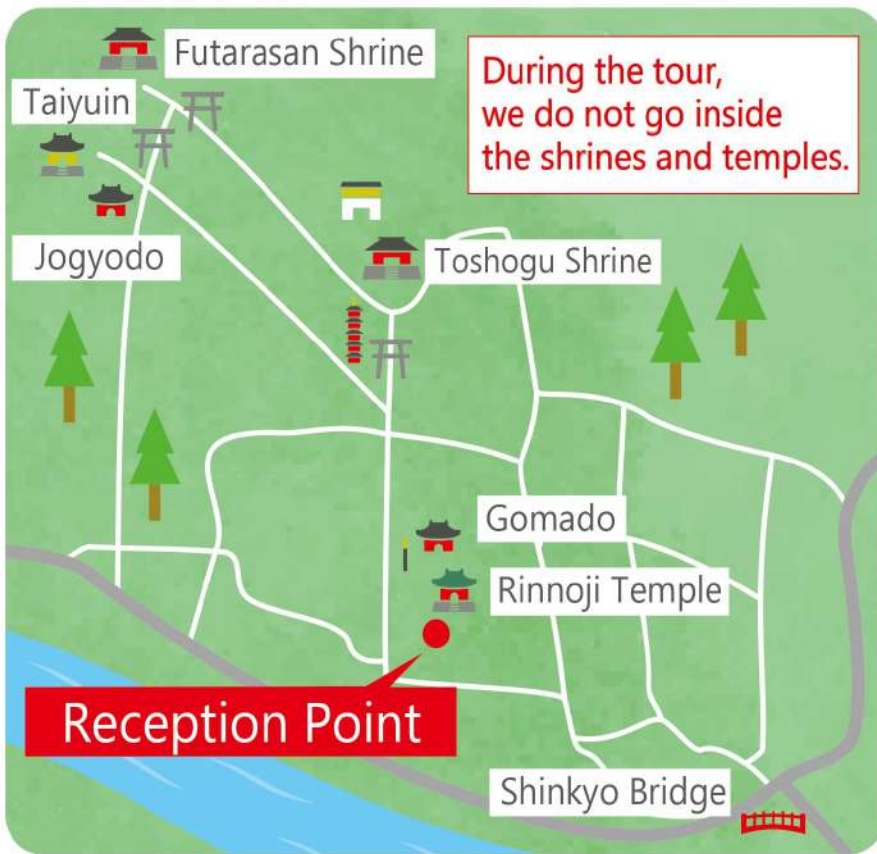 Futarasan Shrine
During the tour,
we do not go inside
the shrines and temples.
Taiyuin
Jogyodo
Toshogu Shrine
Gomado
Rinnoji Temple
Reception Point
Shinkyo Bridge